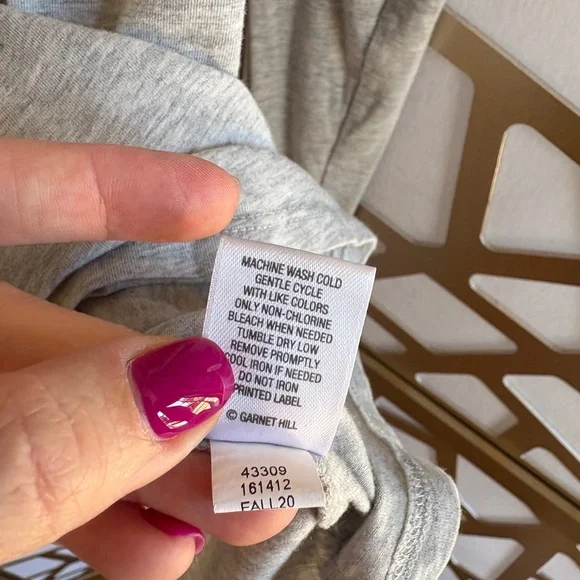 MACHINE WASH COLD
GENTLE CYCLE
WITH LIKE COLORS
ONLY NON-CHLORINE
BLEACH WHEN NEEDED
TUMBLE DRY LOW
REMOVE PROMPTLY
COOL IRON IF NEEDED
DO NOT IRON
PRINTED LABEL
© GARNET HILL
43309
161412
FALL20